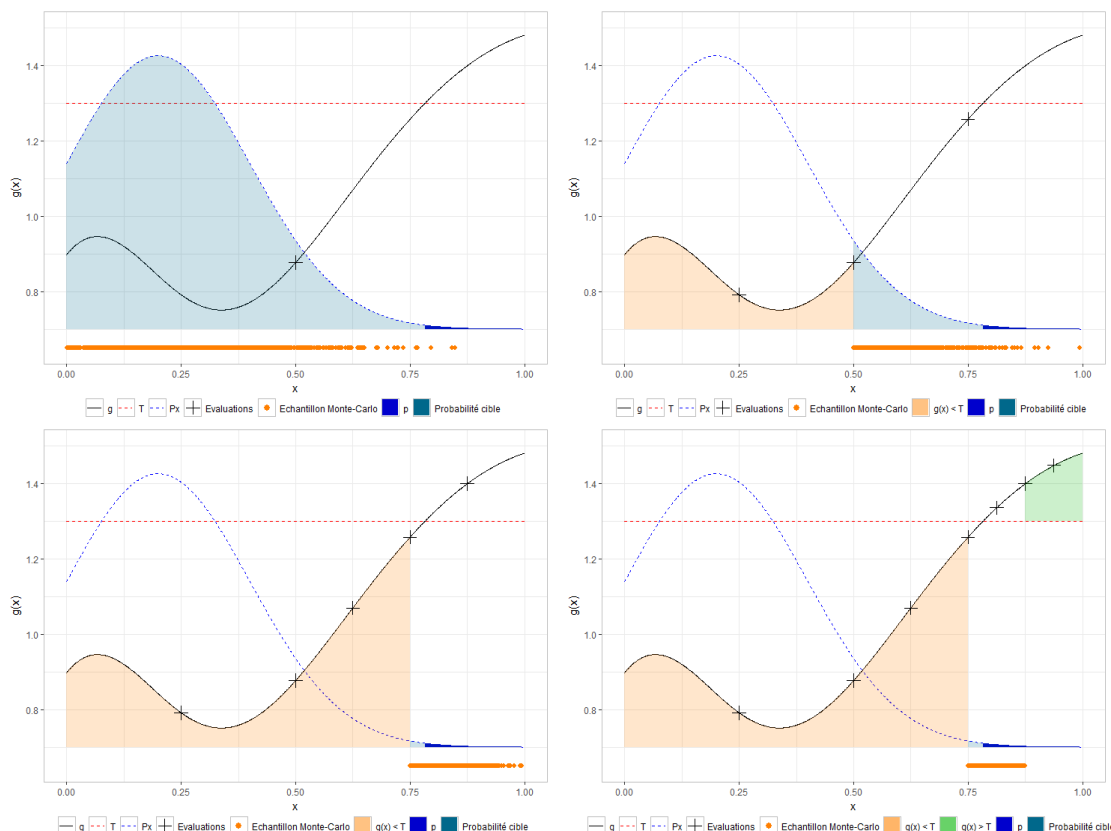 1.4
1.2
1.0
0.8
g(x)
0.00 0.25 0.50 0.75 1.00
x
g T Px Evaluations Echantillon Monte-Carlo p Probabilité cible
1.4
1.2
1.0
0.8
g(x)
0.00 0.25 0.50 0.75 1.00
x
g T Px Evaluations Echantillon Monte-Carlo g(x) < T p Probabilité cible
1.4
1.2
1.0
0.8
g(x)
0.00 0.25 0.50 0.75 1.00
x
g T Px Evaluations Echantillon Monte-Carlo g(x) < T p Probabilité cible
1.4
1.2
1.0
0.8
g(x)
0.00 0.25 0.50 0.75 1.00
x
g T Px Evaluations Echantillon Monte-Carlo g(x) < T g(x) > T p Probabilité cible